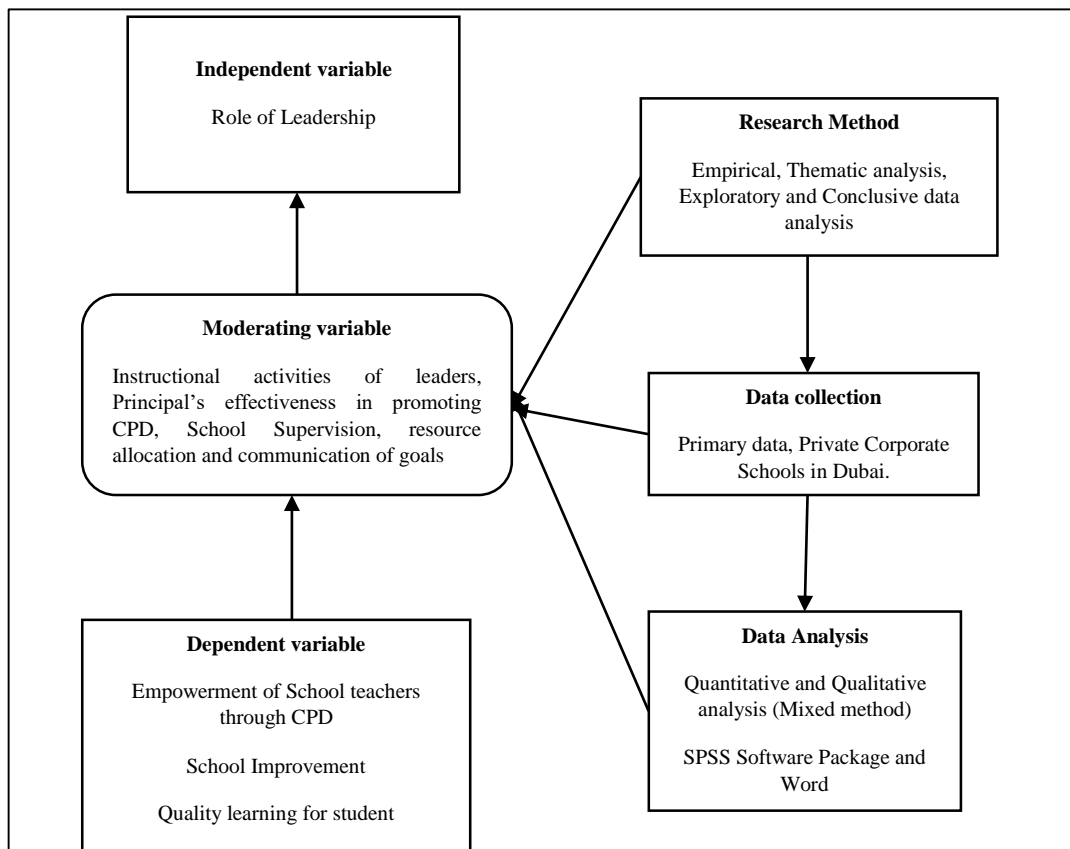 Independent variable
Role of Leadership
Research Method
Empirical, Thematic analysis,
Exploratory and Conclusive data
analysis
Moderating variable
Instructional activities of leaders,
Principal’s effectiveness in promoting
CPD, School Supervision, resource
allocation and communication of goals
Data collection
Primary data, Private Corporate
Schools in Dubai.
Dependent variable
Empowerment of School teachers
through CPD
School Improvement
Quality learning for student
Data Analysis
Quantitative and Qualitative
analysis (Mixed method)
SPSS Software Package and
Word